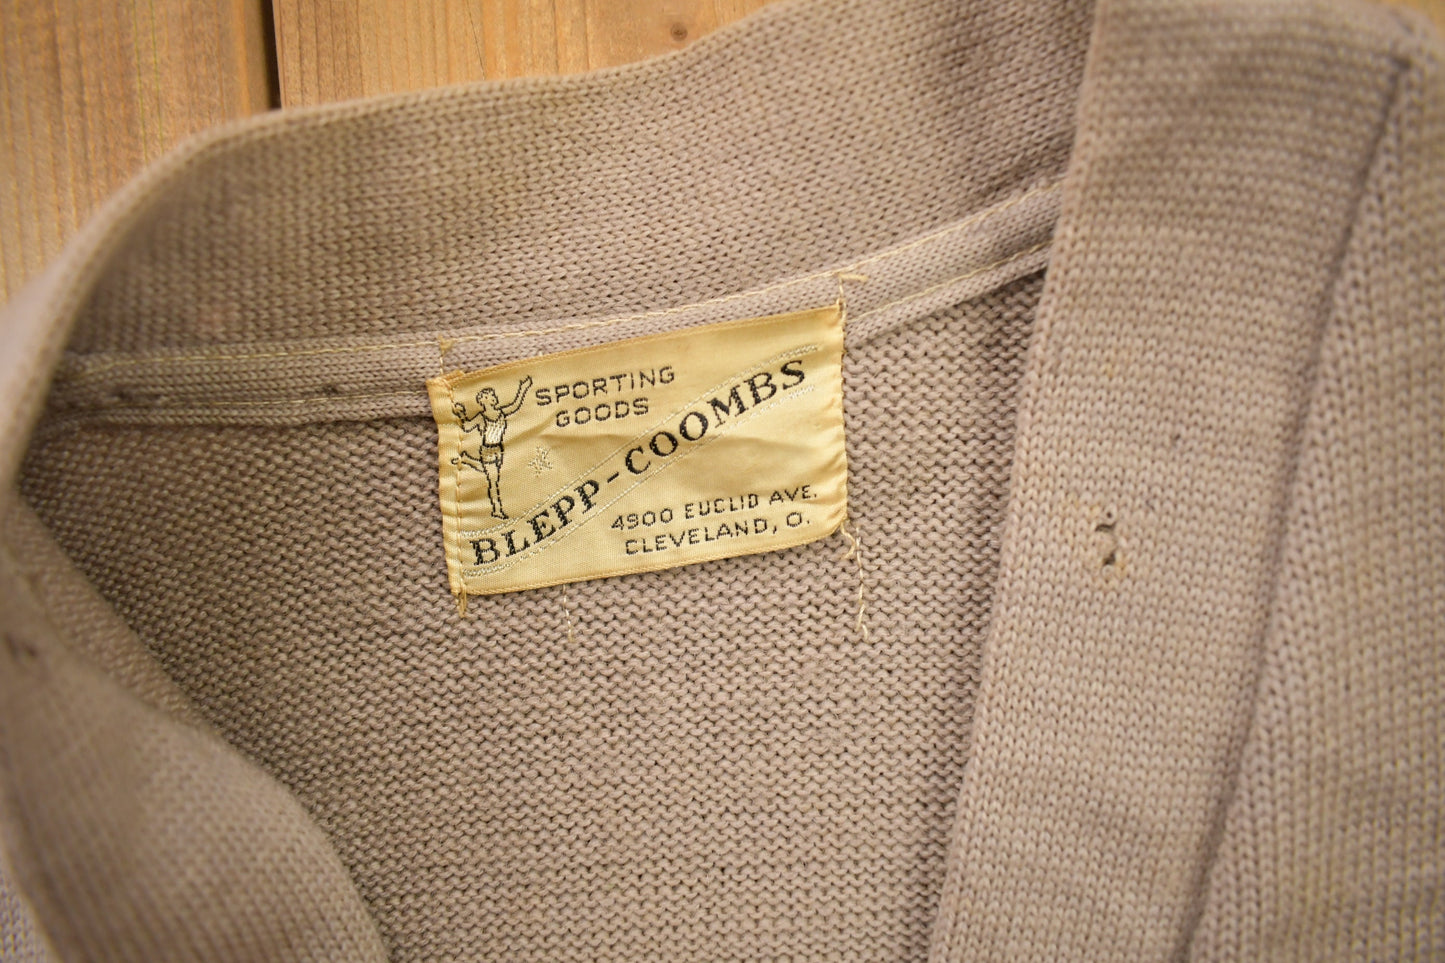 SPORTING
GOODS
BLEPP-COOMBS
4900 EUCLID AVE.
CLEVELAND, O.